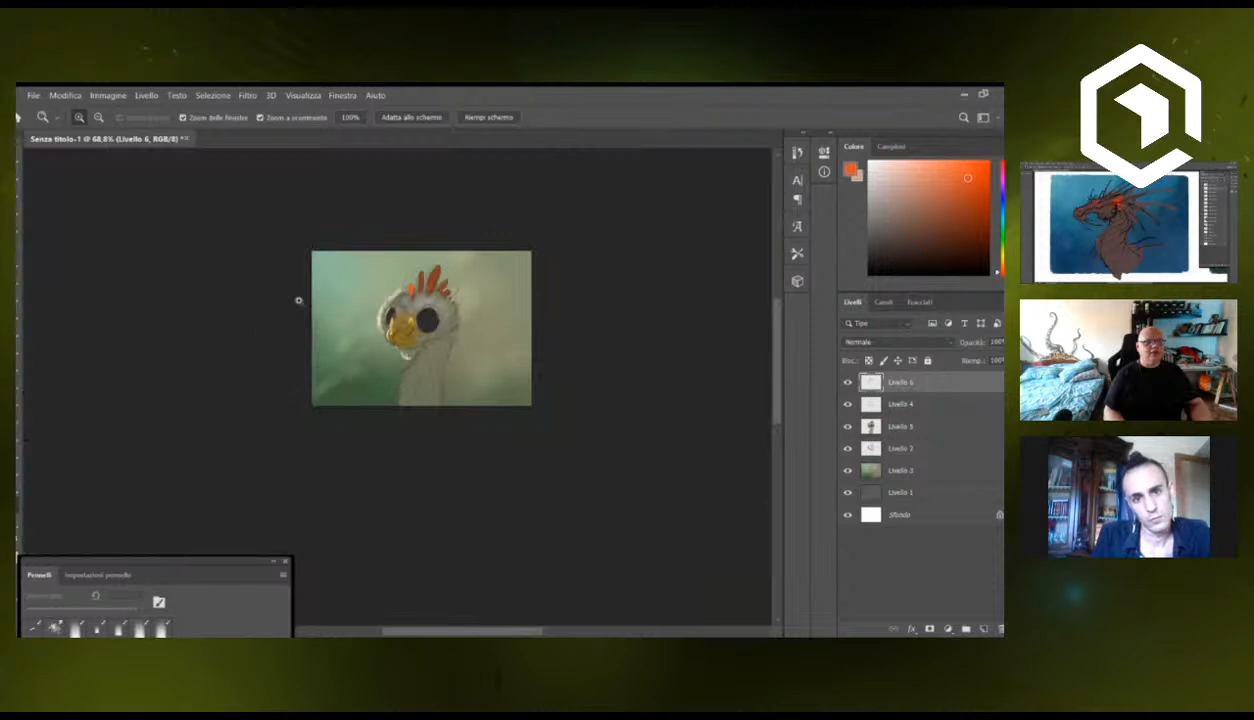 File Modifica Immagine Livello Testo Selezione Filtro 3D Visualizza Finestra Aiuto
Zoom delle finestre Zoom a scorrimento 100% Adatta allo schermo Riempi schermo
Senza titolo-1 @ 68,8% (Livello 6, RGB/8) *
Colore Campioni
Livelli Canali Tracciati
Tipo
Normale Opacità: 100%
Bloc.: Riemp.: 100%
Livello 6
Livello 4
Livello 5
Livello 2
Livello 3
Livello 1
Sfondo
Pennelli Impostazioni pennello